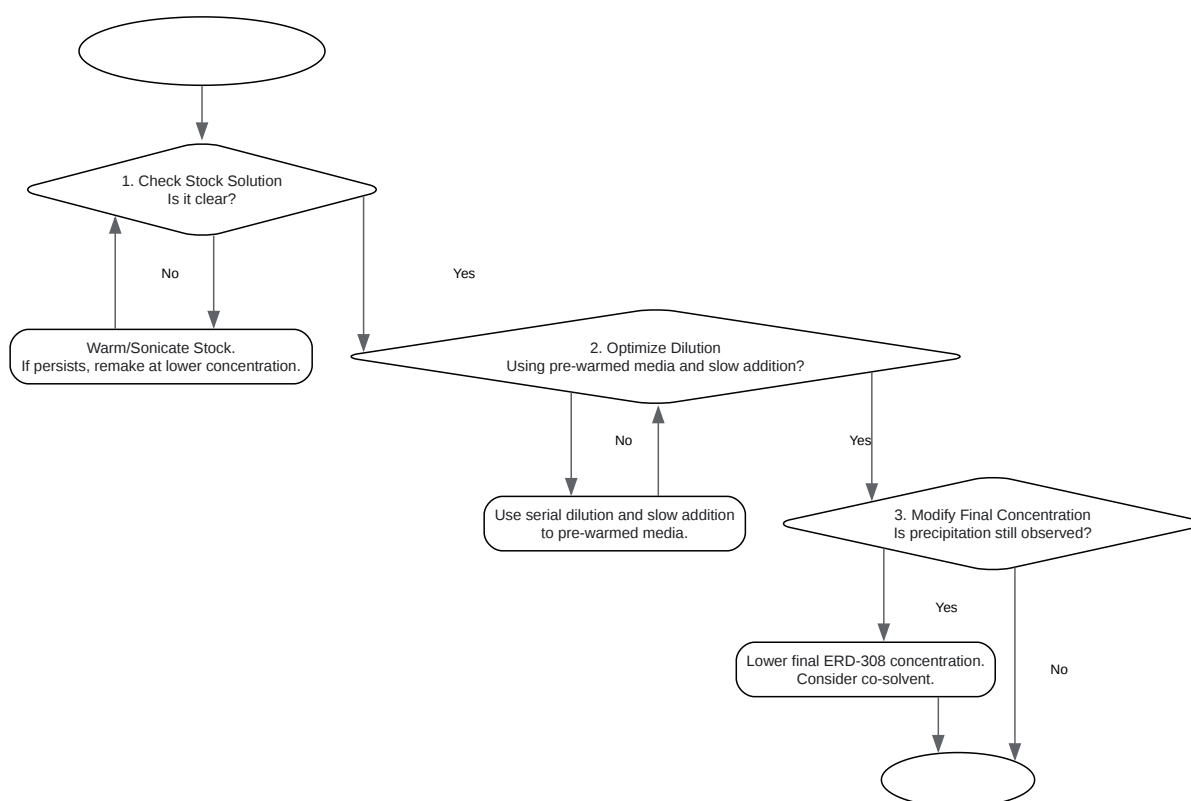 1. Check Stock Solution
Is it clear?
No
Yes
Warm/Sonicate Stock.
If persists, remake at lower concentration.
2. Optimize Dilution
Using pre-warmed media and slow addition?
No
Yes
Use serial dilution and slow addition
to pre-warmed media.
3. Modify Final Concentration
Is precipitation still observed?
Yes
No
Lower final ERD-308 concentration.
Consider co-solvent.